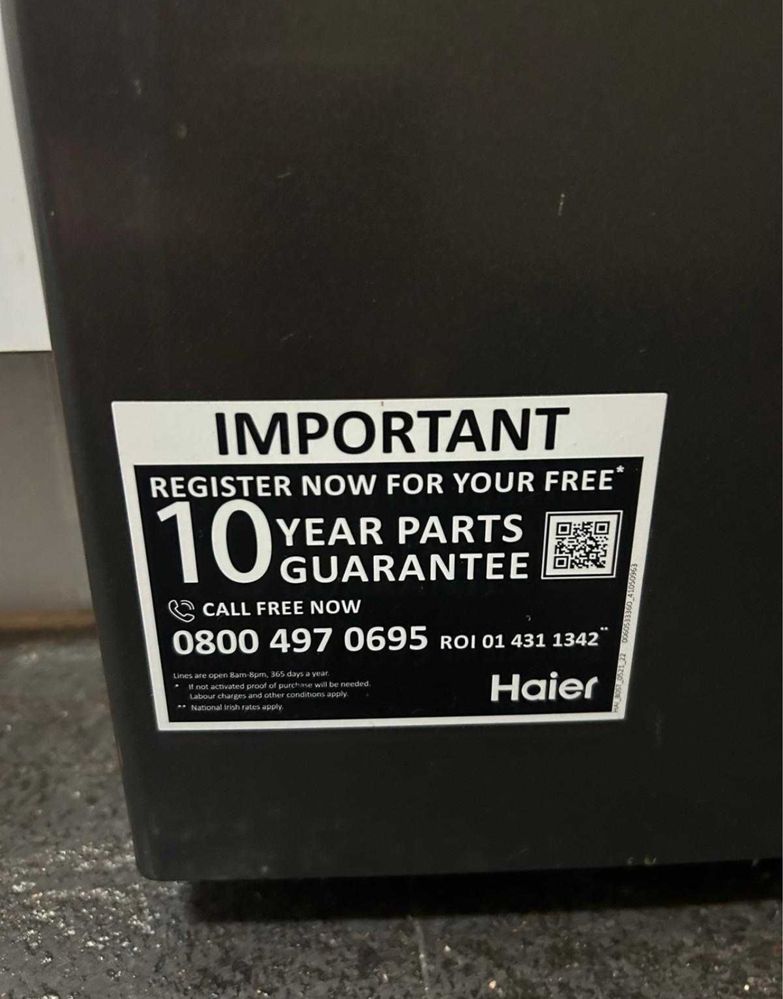 IMPORTANT
REGISTER NOW FOR YOUR FREE*
10 YEAR PARTS
GUARANTEE
CALL FREE NOW
0800 497 0695 ROI 01 431 1342**
Lines are open 8am-8pm, 365 days a year.
* If not activated proof of purchase will be needed.
Labour charges and other conditions apply.
** National Irish rates apply.
Haier